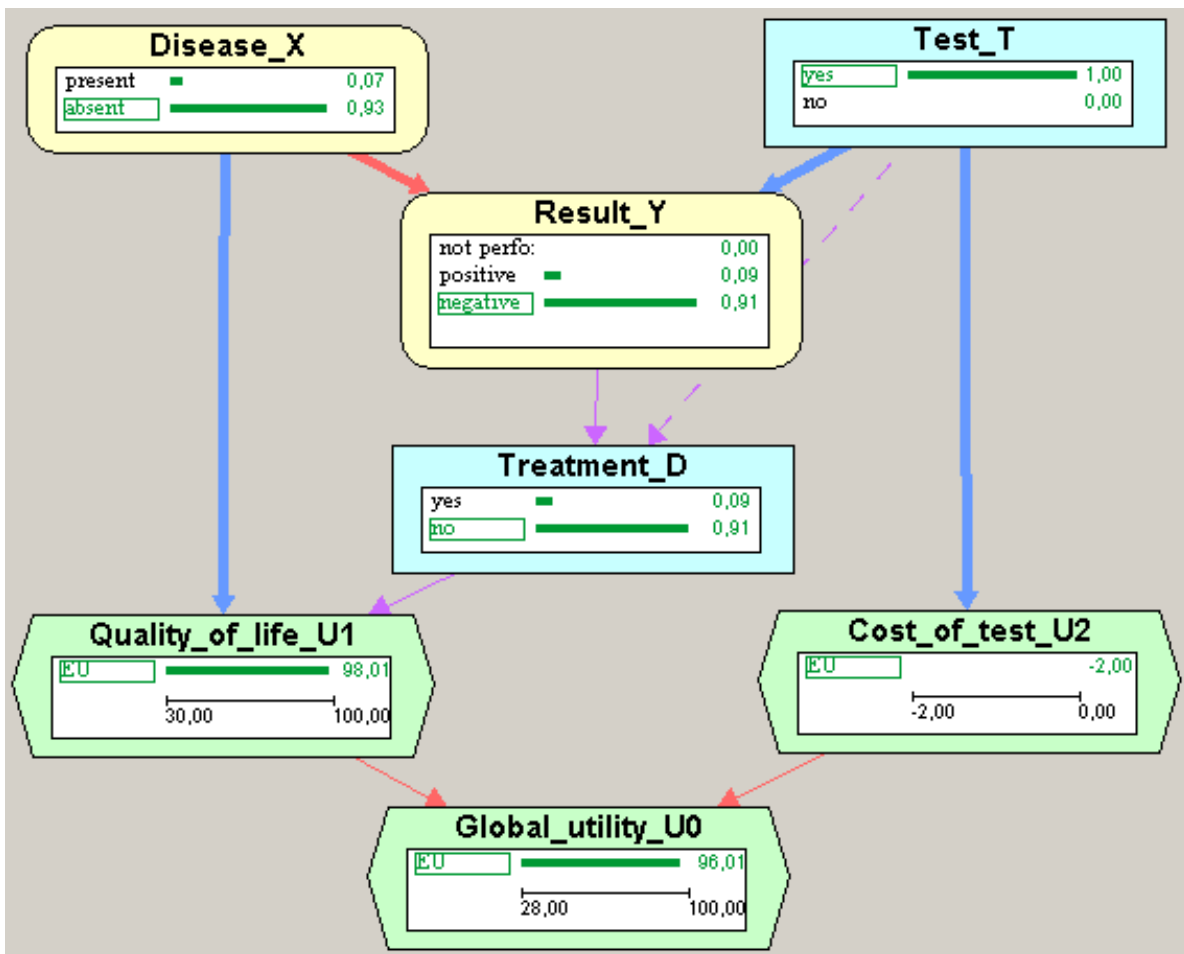 Disease_X
present 0,07
absent 0,93
Test_T
yes 1,00
no 0,00
Result_Y
not perfo: 0,00
positive 0,09
negative 0,91
Treatment_D
yes 0,09
no 0,91
Quality_of_life_U1
EU 98,01
30,00 100,00
Cost_of_test_U2
EU -2,00
-2,00 0,00
Global_utility_U0
EU 96,01
28,00 100,00